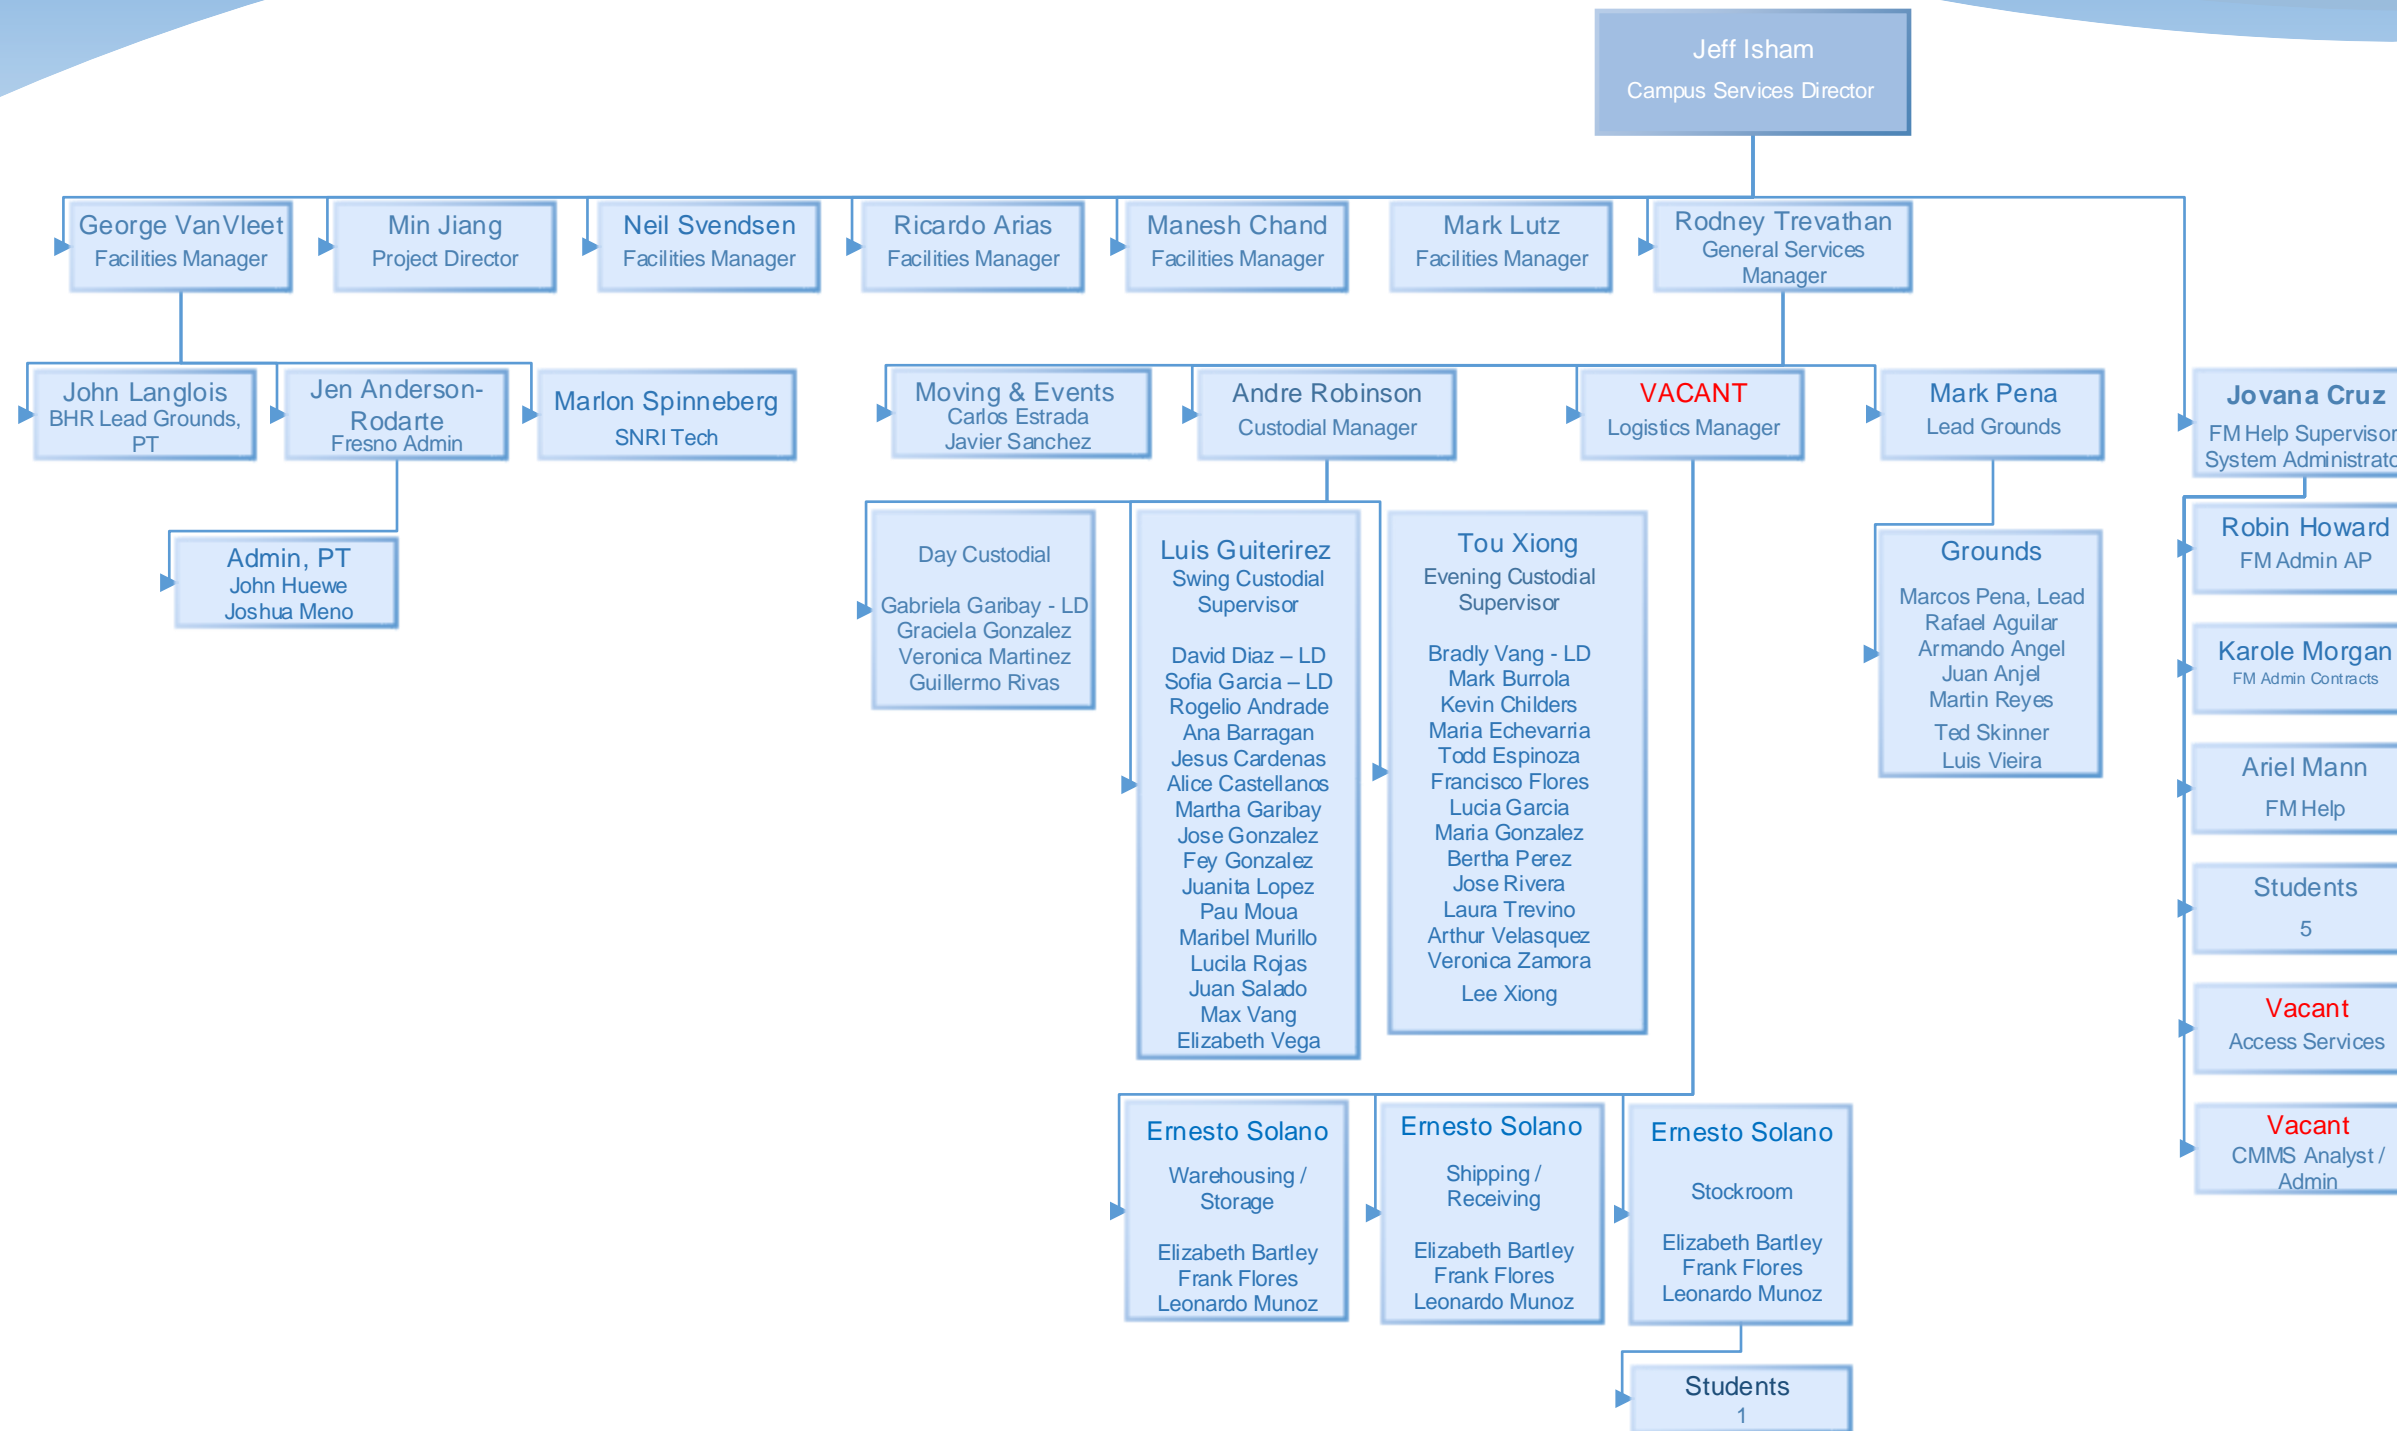 Jeff Isham
Campus Services Director
George VanVleet
Facilities Manager
Min Jiang
Project Director
Neil Svendsen
Facilities Manager
Ricardo Arias
Facilities Manager
Manesh Chand
Facilities Manager
Mark Lutz
Facilities Manager
Rodney Trevathan
General Services
Manager
John Langlois
BHR Lead Grounds,
PT
Jen Anderson-
Rodarte
Fresno Admin
Marlon Spinneberg
SNRI Tech
Moving & Events
Carlos Estrada
Javier Sanchez
Andre Robinson
Custodial Manager
VACANT
Logistics Manager
Mark Pena
Lead Grounds
Jovana Cruz
FM Help Supervisor
System Administrato
Admin, PT
John Huewe
Joshua Meno
Day Custodial
Gabriela Garibay - LD
Graciela Gonzalez
Veronica Martinez
Guillermo Rivas
Luis Guiterirez
Swing Custodial
Supervisor
David Diaz – LD
Sofia Garcia – LD
Rogelio Andrade
Ana Barragan
Jesus Cardenas
Alice Castellanos
Martha Garibay
Jose Gonzalez
Fey Gonzalez
Juanita Lopez
Pau Moua
Maribel Murillo
Lucila Rojas
Juan Salado
Max Vang
Elizabeth Vega
Tou Xiong
Evening Custodial
Supervisor
Bradly Vang - LD
Mark Burrola
Kevin Childers
Maria Echevarria
Todd Espinoza
Francisco Flores
Lucia Garcia
Maria Gonzalez
Bertha Perez
Jose Rivera
Laura Trevino
Arthur Velasquez
Veronica Zamora
Lee Xiong
Grounds
Marcos Pena, Lead
Rafael Aguilar
Armando Angel
Juan Anjel
Martin Reyes
Ted Skinner
Luis Vieira
Robin Howard
FM Admin AP
Karole Morgan
FM Admin Contracts
Ariel Mann
FM Help
Students
5
Vacant
Access Services
Vacant
CMMS Analyst /
Admin
Ernesto Solano
Warehousing /
Storage
Elizabeth Bartley
Frank Flores
Leonardo Munoz
Ernesto Solano
Shipping /
Receiving
Elizabeth Bartley
Frank Flores
Leonardo Munoz
Ernesto Solano
Stockroom
Elizabeth Bartley
Frank Flores
Leonardo Munoz
Students
1